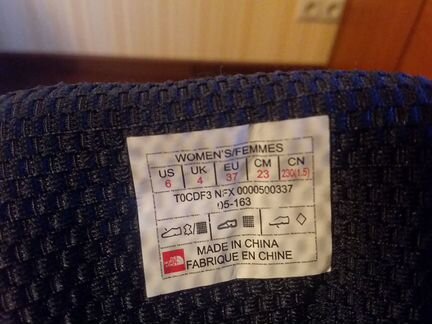 WOMEN'S/FEMMES
US UK EU CM CN
6 4 37 23 230(1.5)
T0CDF3 NFX 0000500337
05-163
MADE IN CHINA
FABRIQUE EN CHINE